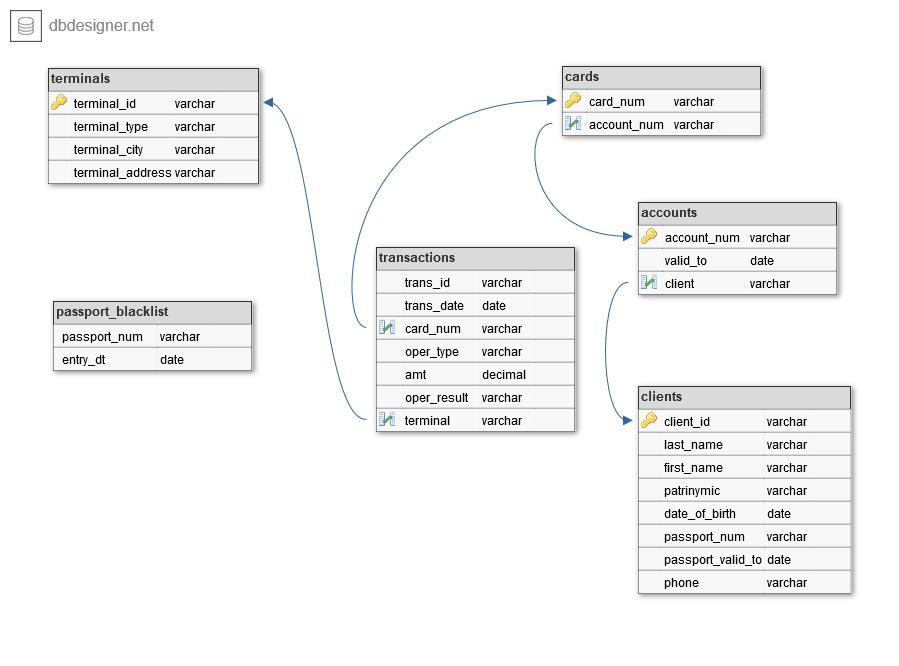 dbdesigner.net
terminals
terminal_id varchar
terminal_type varchar
terminal_city varchar
terminal_address varchar
cards
card_num varchar
account_num varchar
accounts
account_num varchar
valid_to date
client varchar
transactions
trans_id varchar
trans_date date
card_num varchar
oper_type varchar
amt decimal
oper_result varchar
terminal varchar
passport_blacklist
passport_num varchar
entry_dt date
clients
client_id varchar
last_name varchar
first_name varchar
patrinymic varchar
date_of_birth date
passport_num varchar
passport_valid_to date
phone varchar